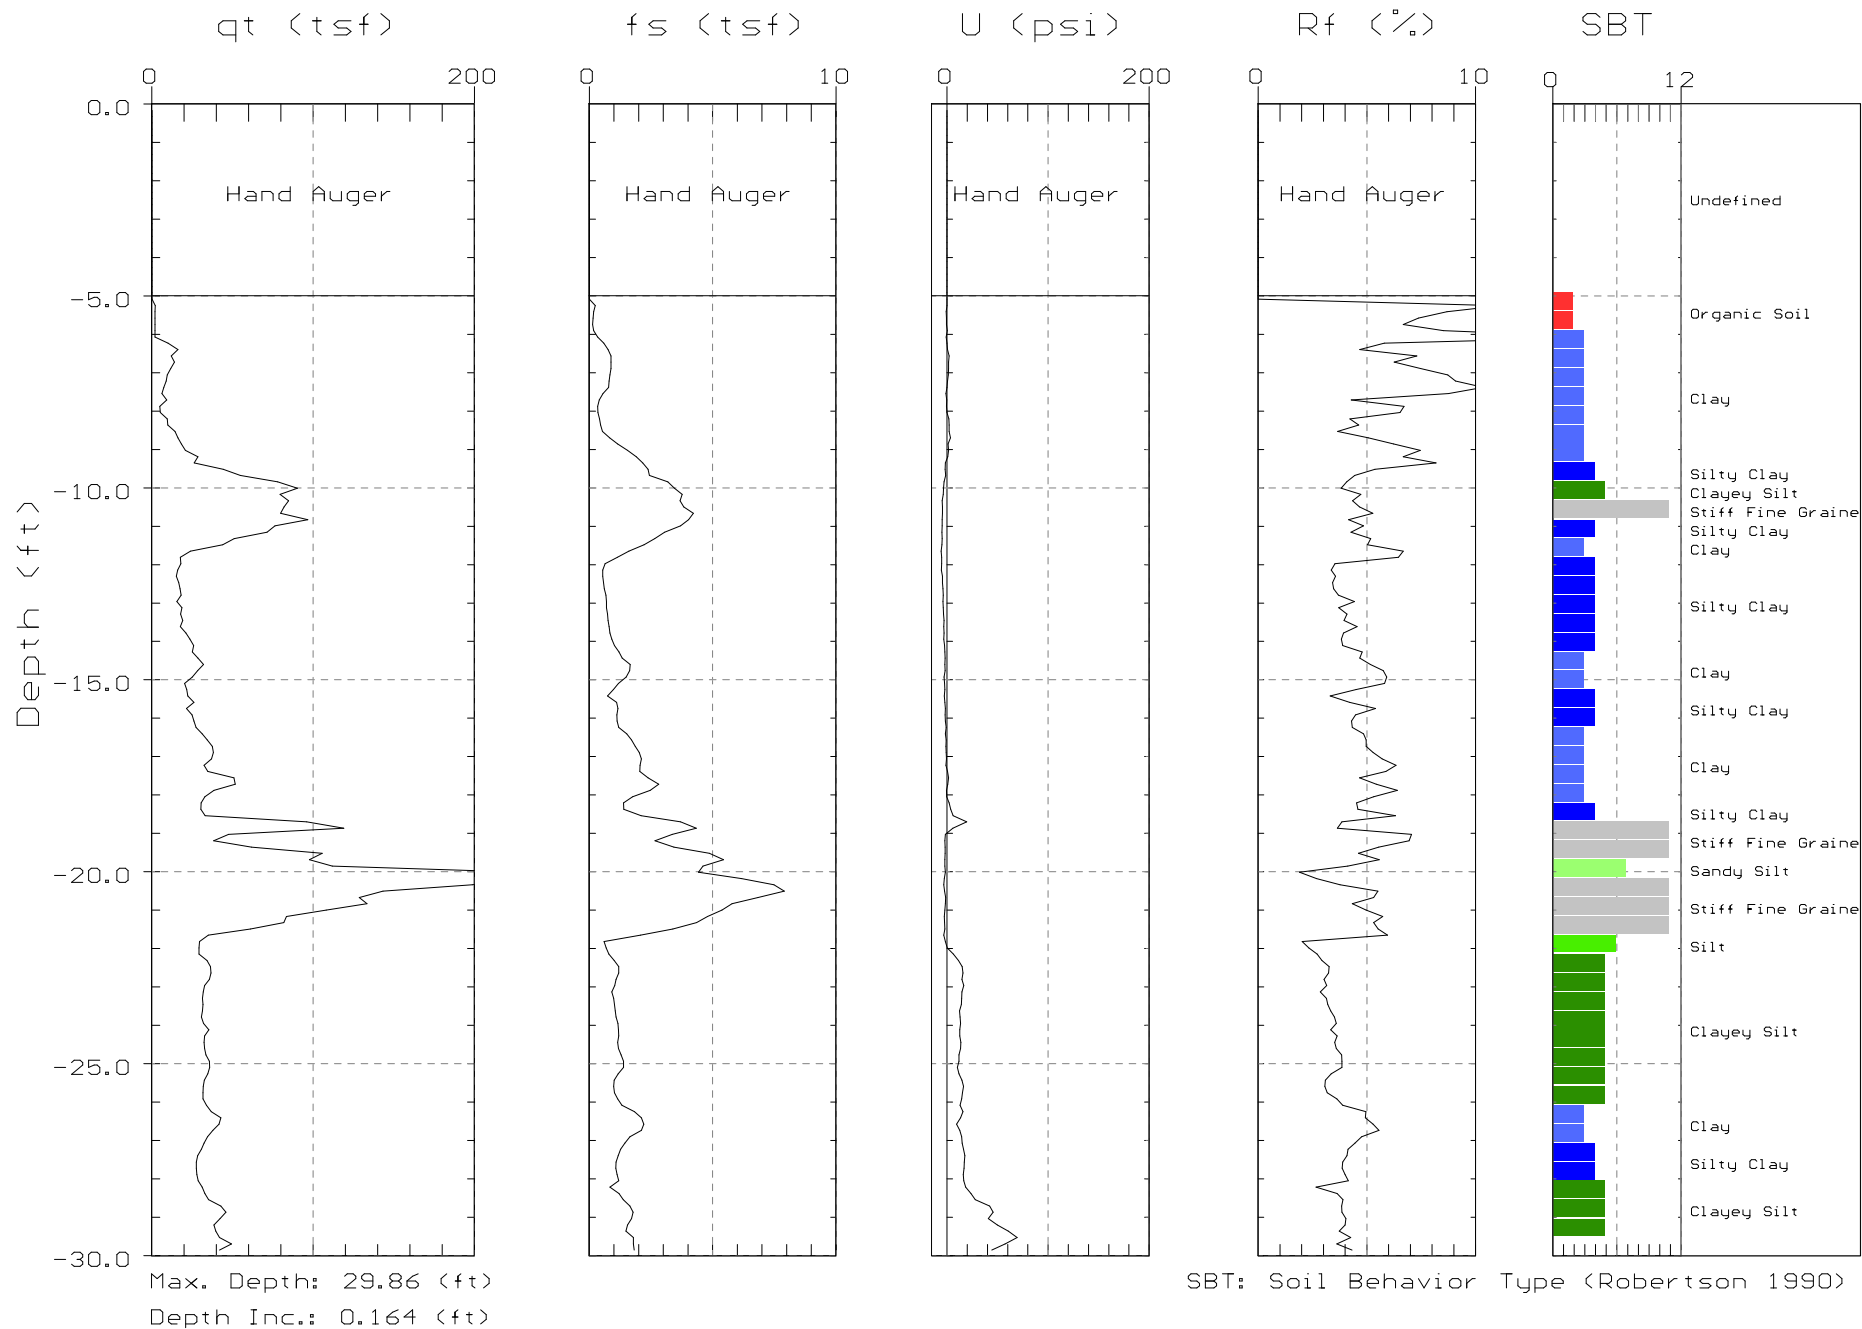 qt (tsf) fs (tsf) U (psi) Rf (%) SBT
0 200 0 10 0 200 0 10 0 12
0.0
Hand Auger Hand Auger Hand Auger Hand Auger
Undefined
-5.0
Organic Soil
Clay
Silty Clay
-10.0
Clayey Silt
Stiff Fine Graine
Silty Clay
Clay
Depth (ft)
Silty Clay
Clay
-15.0
Silty Clay
Clay
Silty Clay
Stiff Fine Graine
-20.0
Sandy Silt
Stiff Fine Graine
Silt
Clayey Silt
-25.0
Clay
Silty Clay
Clayey Silt
-30.0
Max. Depth: 29.86 (ft) SBT: Soil Behavior Type (Robertson 1990)
Depth Inc.: 0.164 (ft)